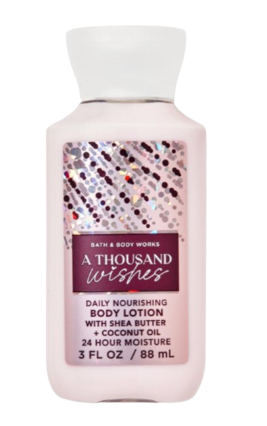 BATH & BODY WORKS
A THOUSAND
wishes
DAILY NOURISHING
BODY LOTION
WITH SHEA BUTTER
+ COCONUT OIL
24 HOUR MOISTURE
3 FL OZ / 88 mL